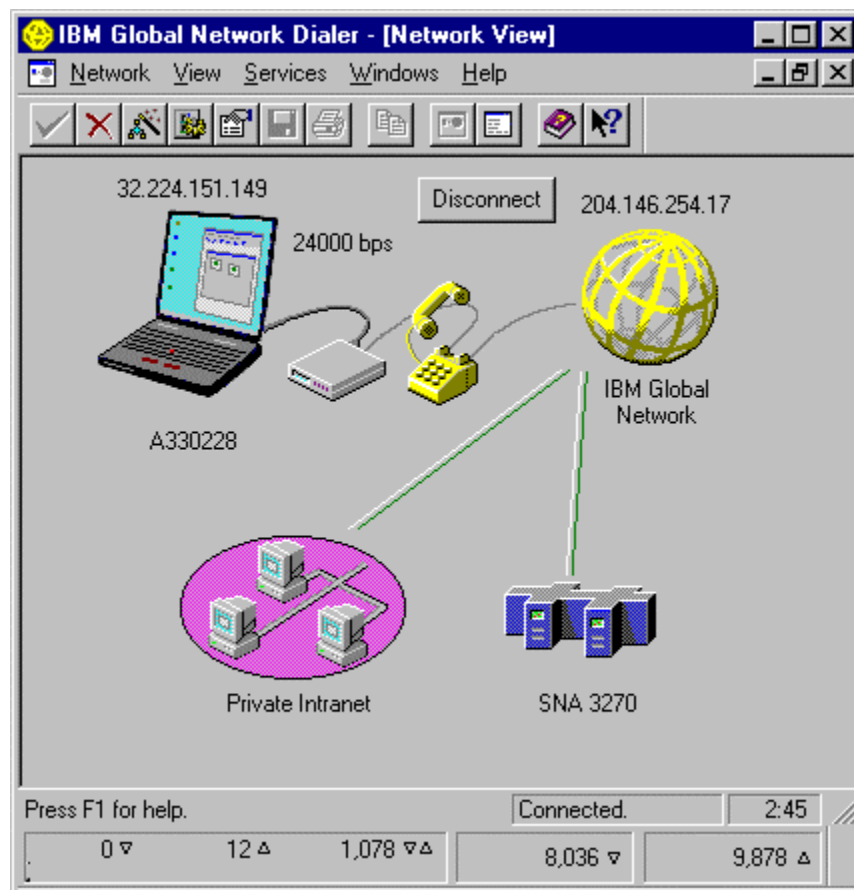 IBM Global Network Dialer - [Network View]
Network View Services Windows Help
32.224.151.149
Disconnect
204.146.254.17
24000 bps
IBM Global
Network
A330228
Private Intranet
SNA 3270
Press F1 for help.
Connected.
2:45
0 ▿ 12 ▵ 1,078 ▿▵ 8,036 ▿ 9,878 ▵